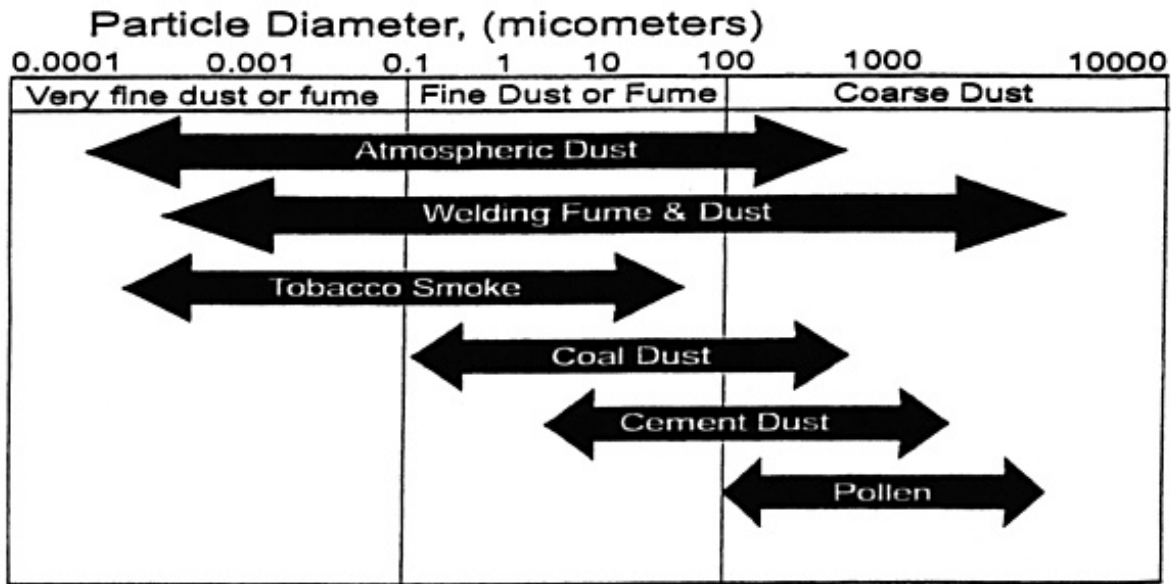 Particle Diameter, (micometers)
0.0001 0.001 0.1 1 10 100 1000 10000
Very fine dust or fume Fine Dust or Fume Coarse Dust
Atmospheric Dust
Welding Fume & Dust
Tobacco Smoke
Coal Dust
Cement Dust
Pollen